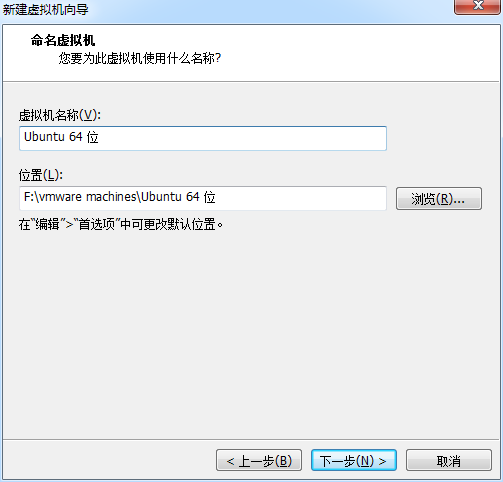 新建虚拟机向导
命名虚拟机
您要为此虚拟机使用什么名称?
虚拟机名称(V):
Ubuntu 64 位
位置(L):
F:\vmware machines\Ubuntu 64 位
浏览(R)...
在“编辑”>“首选项”中可更改默认位置。
< 上一步(B)
下一步(N) >
取消